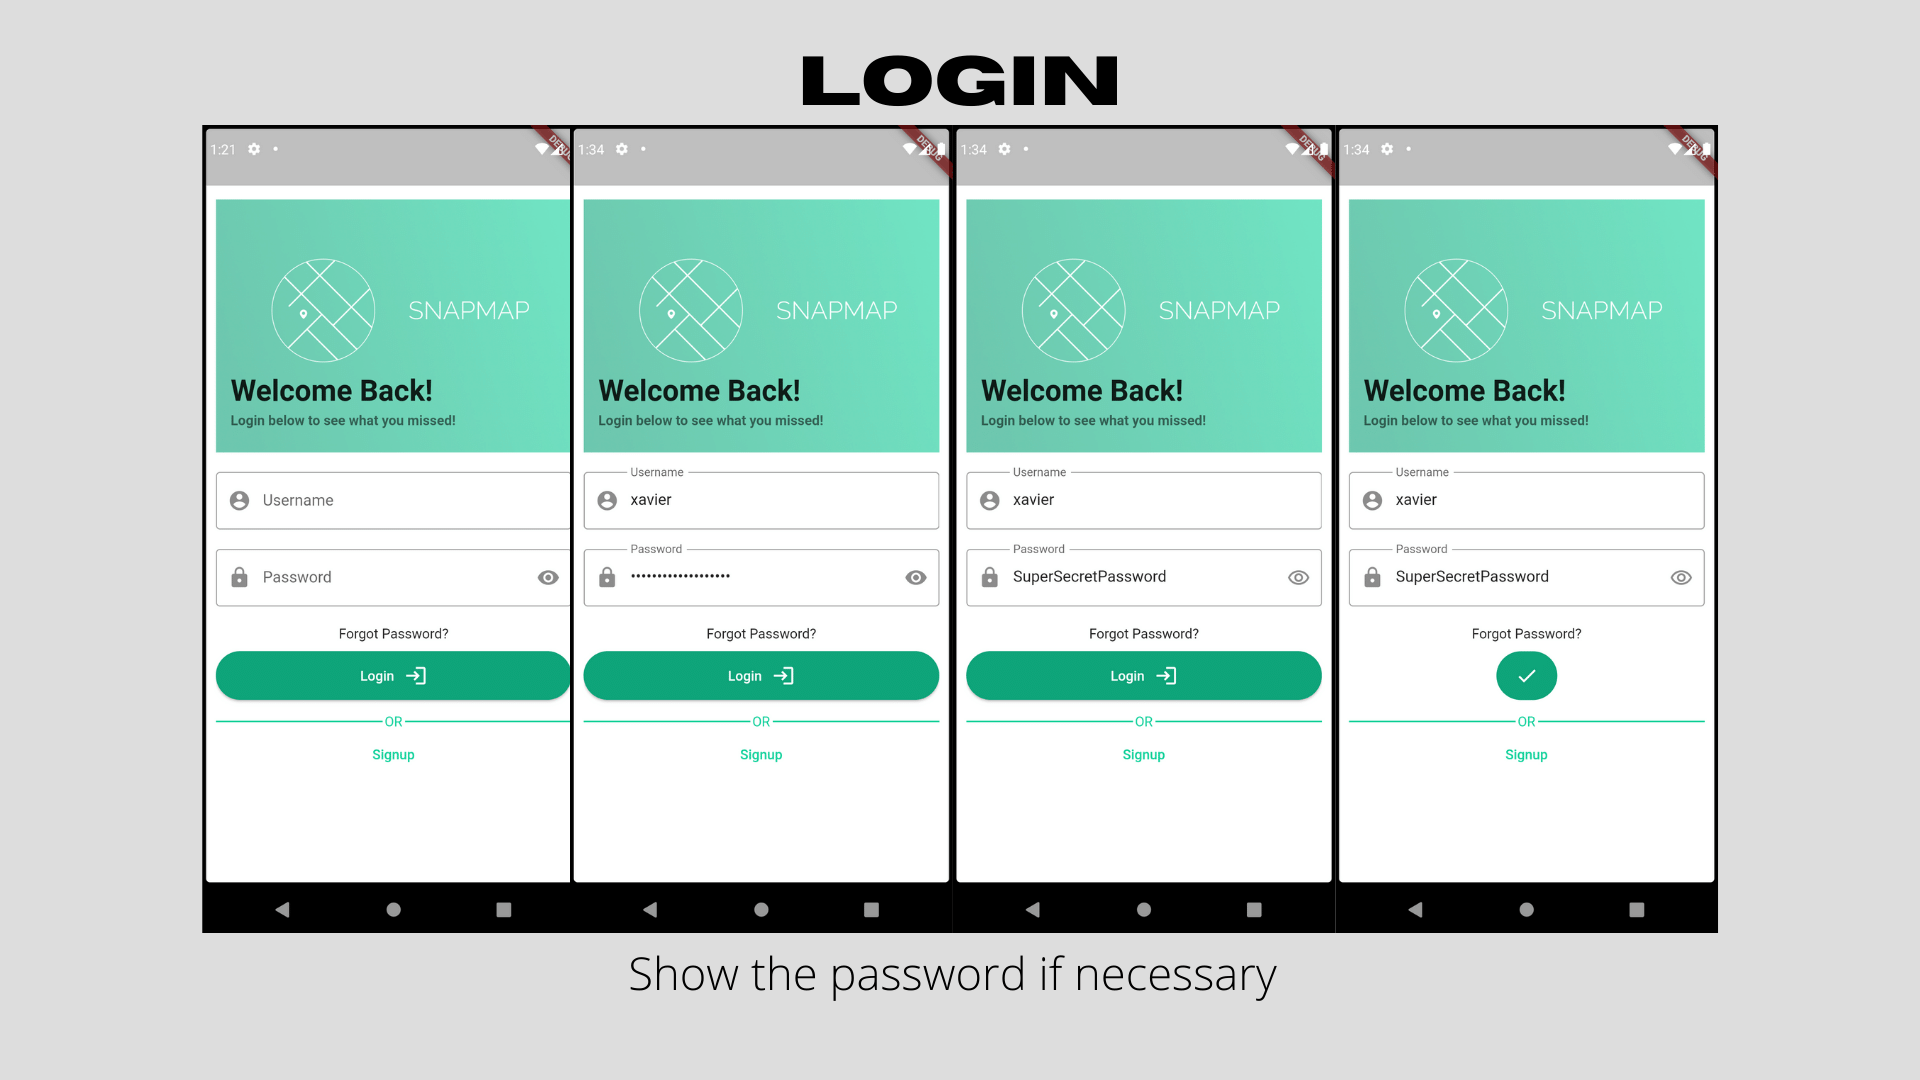 LOGIN
1:21
DEBUG
SNAPMAP
Welcome Back!
Login below to see what you missed!
Username
Password
Forgot Password?
Login
OR
Signup
1:34
DEBUG
SNAPMAP
Welcome Back!
Login below to see what you missed!
Username
xavier
Password
•••••••••••••••••••
Forgot Password?
Login
OR
Signup
1:34
DEBUG
SNAPMAP
Welcome Back!
Login below to see what you missed!
Username
xavier
Password
SuperSecretPassword
Forgot Password?
Login
OR
Signup
1:34
DEBUG
SNAPMAP
Welcome Back!
Login below to see what you missed!
Username
xavier
Password
SuperSecretPassword
Forgot Password?
OR
Signup
Show the password if necessary